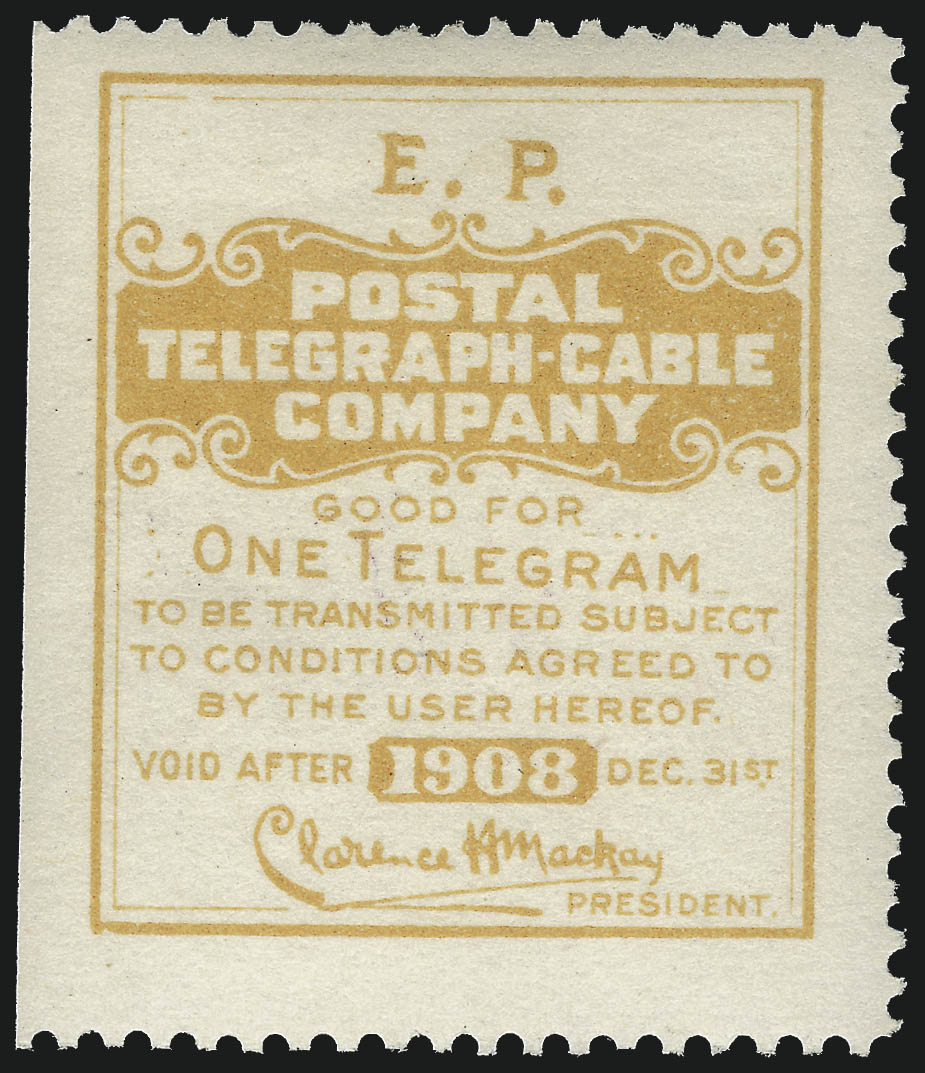 E. P.
POSTAL
TELEGRAPH-CABLE
COMPANY
GOOD FOR
ONE TELEGRAM
TO BE TRANSMITTED SUBJECT
TO CONDITIONS AGREED TO
BY THE USER HEREOF.
VOID AFTER 1908 DEC. 31ST
Clarence H Mackay
PRESIDENT.